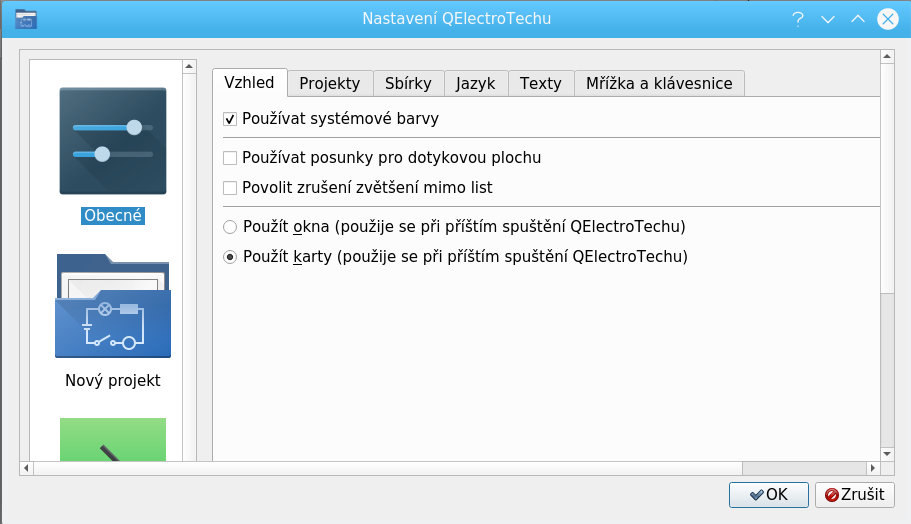 Nastavení QElectroTechu
Obecné
Nový projekt
Vzhled Projekty Sbírky Jazyk Texty Mřížka a klávesnice
Používat systémové barvy
Používat posunky pro dotykovou plochu
Povolit zrušení zvětšení mimo list
Použít okna (použije se při příštím spuštění QElectroTechu)
Použít karty (použije se při příštím spuštění QElectroTechu)
OK Zrušit